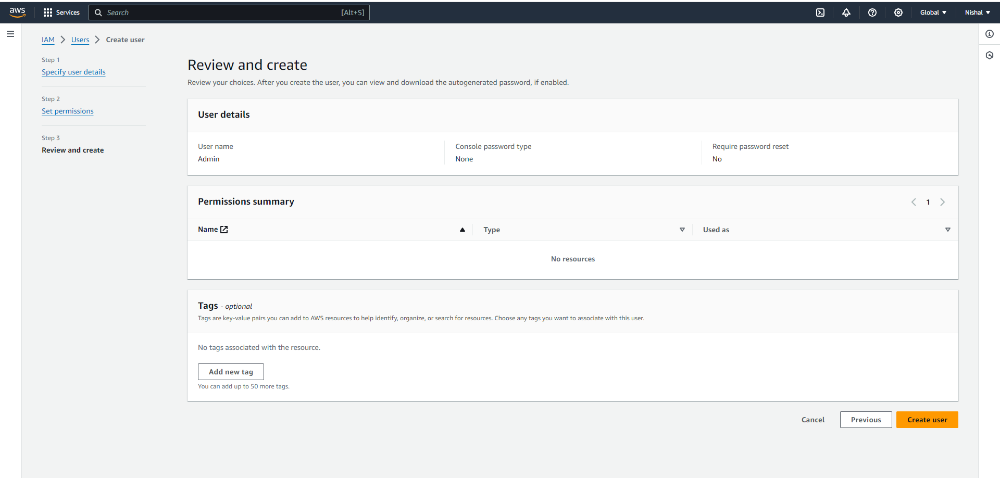 aws Services Search [Alt+S] Global Nishal
IAM Users Create user
Step 1
Specify user details
Step 2
Set permissions
Step 3
Review and create
Review and create
Review your choices. After you create the user, you can view and download the autogenerated password, if enabled.
User details
User name Console password type Require password reset
Admin None No
Permissions summary 1
Name Type Used as
No resources
Tags - optional
Tags are key-value pairs you can add to AWS resources to help identify, organize, or search for resources. Choose any tags you want to associate with this user.
No tags associated with the resource.
Add new tag
You can add up to 50 more tags.
Cancel Previous Create user